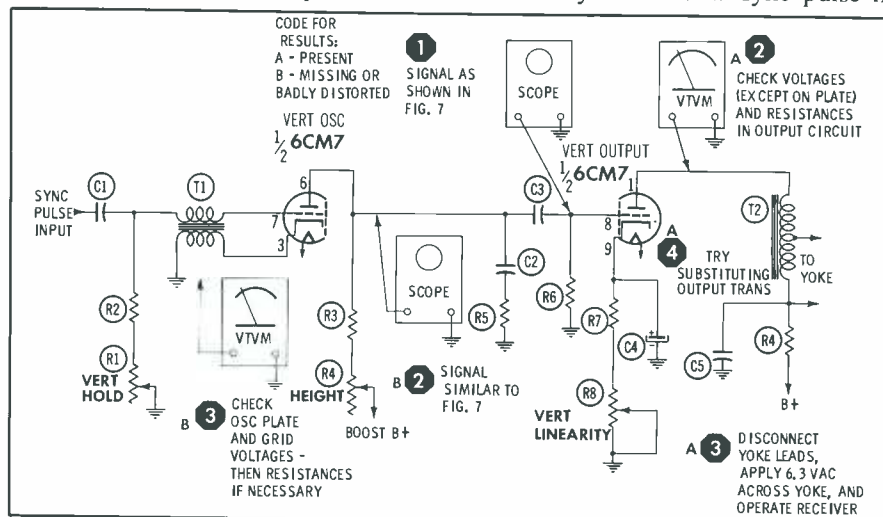 sync pulse
CODE FOR
RESULTS:
A - PRESENT
B - MISSING OR
BADLY DISTORTED
1
SIGNAL AS
SHOWN IN
FIG. 7
SCOPE
VTVM
A 2
CHECK VOLTAGES
(EXCEPT ON PLATE)
AND RESISTANCES
IN OUTPUT CIRCUIT
VERT OSC
1/2 6CM7
VERT OUTPUT
1/2 6CM7
SYNC
PULSE
INPUT
C1
T1
6
7
3
C3
1
8
9
A
4
T2
TRY
SUBSTITUTING
OUTPUT TRANS
TO
YOKE
R2
R1
VERT
HOLD
VTVM
R3
R4
HEIGHT
BOOST B+
SCOPE
C2
R5
R6
R7
C4
R8
VERT
LINEARITY
C5
R4
B+
B 3
CHECK
OSC PLATE
AND GRID
VOLTAGES -
THEN RESISTANCES
IF NECESSARY
B 2
SIGNAL
SIMILAR TO
FIG. 7
A 3
DISCONNECT
YOKE LEADS,
APPLY 6.3 VAC
ACROSS YOKE, AND
OPERATE RECEIVER